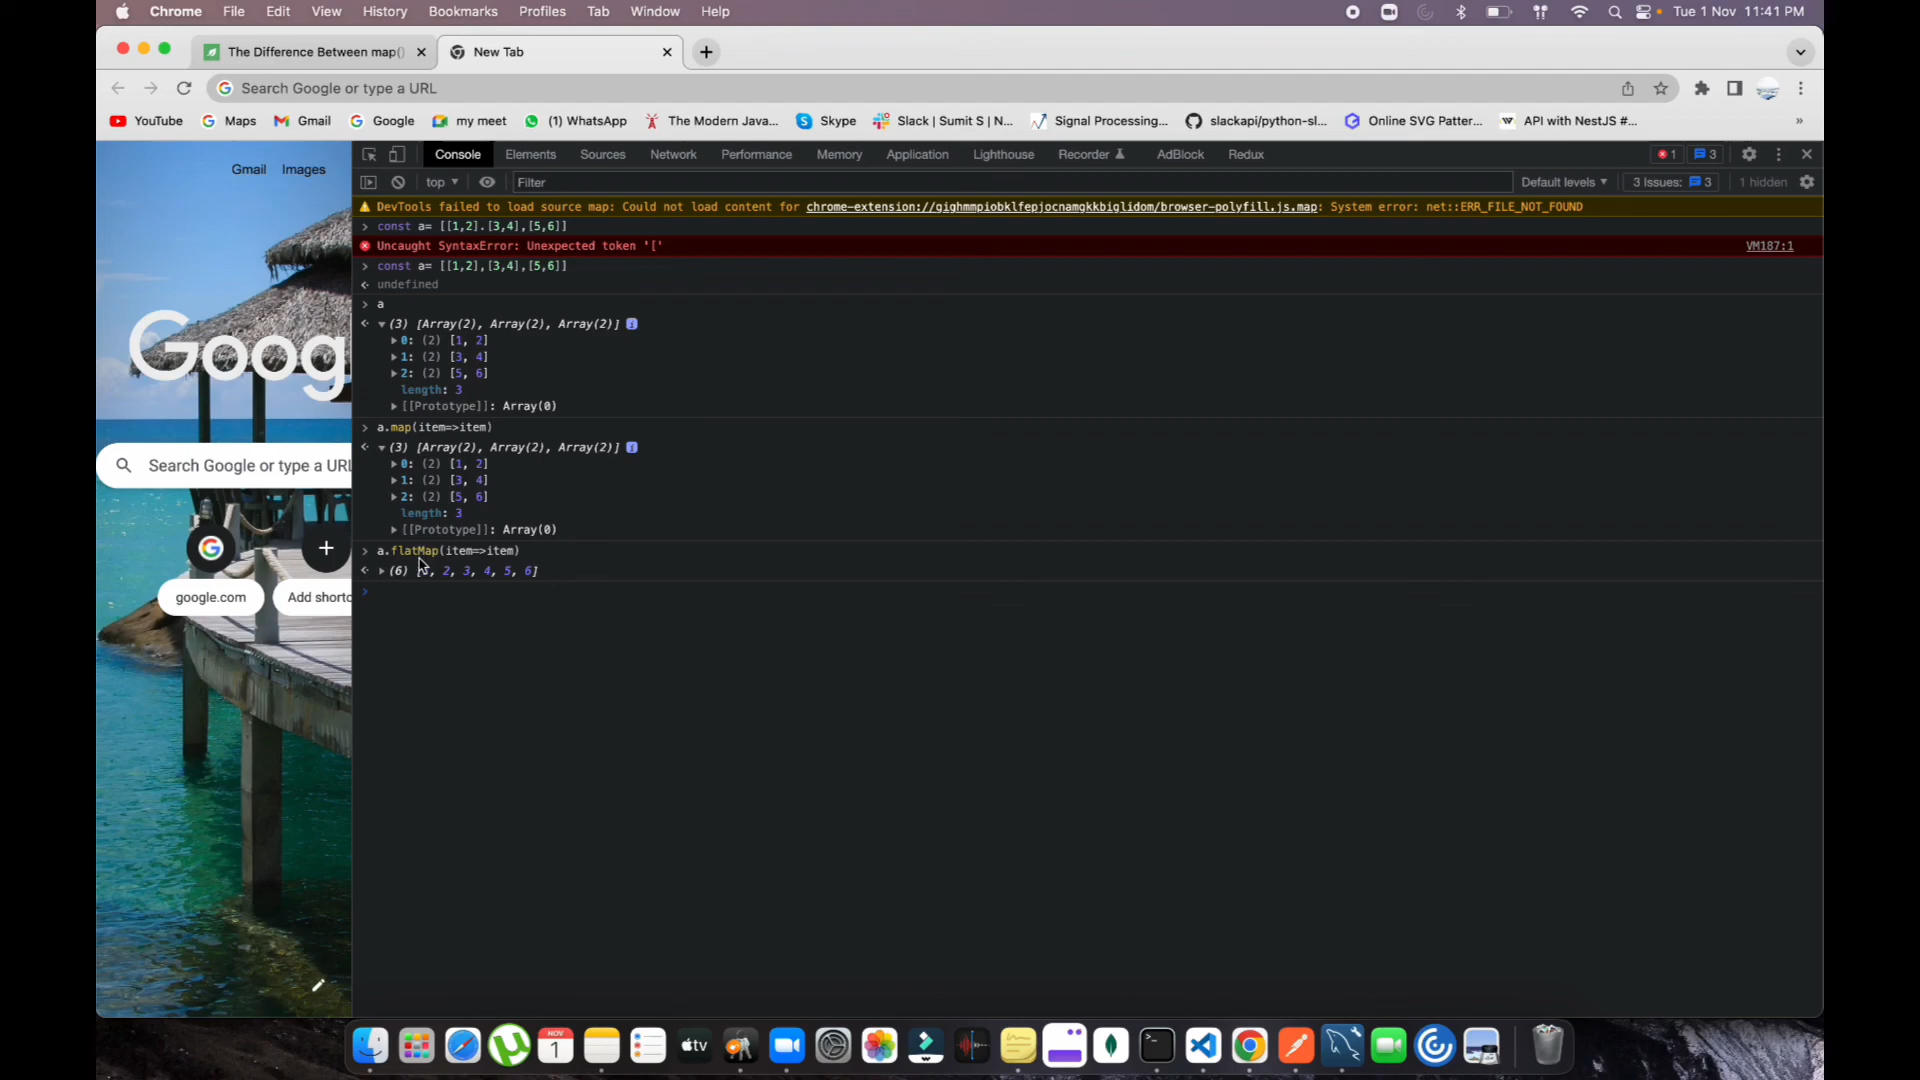 Chrome File Edit View History Bookmarks Profiles Tab Window Help Tue 1 Nov 11:41 PM
The Difference Between map() New Tab
Search Google or type a URL
YouTube Maps Gmail Google my meet (1) WhatsApp The Modern Java... Skype Slack | Sumit S | N... Signal Processing... slackapi/python-sl... Online SVG Patter... API with NestJS #... »
Gmail Images
Goog
Search Google or type a URL
google.com Add shortc
Console Elements Sources Network Performance Memory Application Lighthouse Recorder AdBlock Redux 1 3
top Filter Default levels 3 Issues: 3 1 hidden
DevTools failed to load source map: Could not load content for chrome-extension://gighmmpiobklfepjocnamgkkbiglidom/browser-polyfill.js.map: System error: net::ERR_FILE_NOT_FOUND
const a= [[1,2].[3,4],[5,6]]
Uncaught SyntaxError: Unexpected token '[' VM187:1
const a= [[1,2],[3,4],[5,6]]
undefined
a
(3) [Array(2), Array(2), Array(2)] i
0: (2) [1, 2]
1: (2) [3, 4]
2: (2) [5, 6]
length: 3
[[Prototype]]: Array(0)
a.map(item=>item)
(3) [Array(2), Array(2), Array(2)] i
0: (2) [1, 2]
1: (2) [3, 4]
2: (2) [5, 6]
length: 3
[[Prototype]]: Array(0)
a.flatMap(item=>item)
(6) [1, 2, 3, 4, 5, 6]
NOV
1
tv